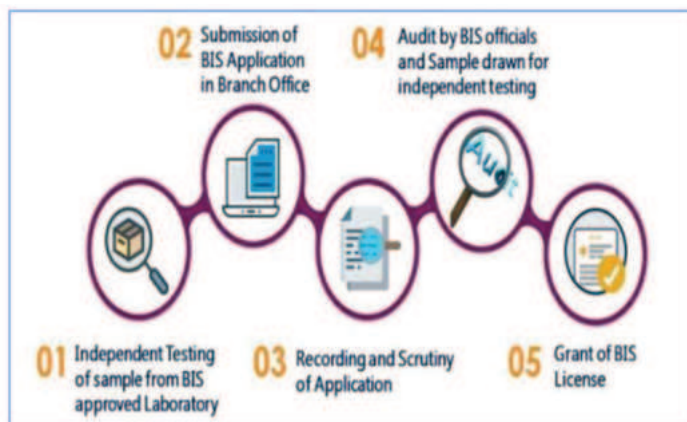 01 Independent Testing
of sample from BIS
approved Laboratory
02 Submission of
BIS Application
in Branch Office
03 Recording and Scrutiny
of Application
04 Audit by BIS officials
and Sample drawn for
independent testing
Audit
05 Grant of BIS
License